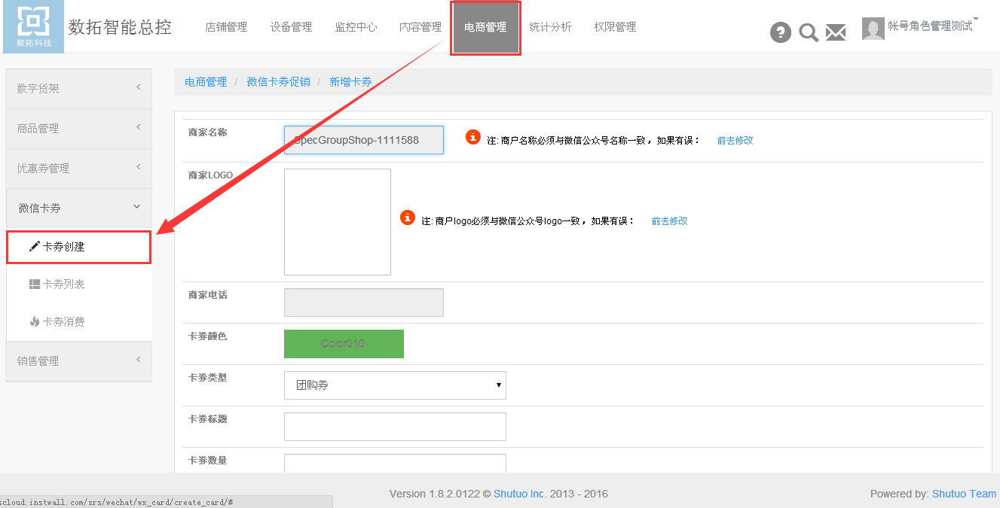 数拓科技
数拓智能总控
店铺管理 设备管理 监控中心 内容管理 电商管理 统计分析 权限管理
帐号角色管理测试
数字货架
商品管理
优惠券管理
微信卡券
卡券创建
卡券列表
卡券消费
销售管理
电商管理 / 微信卡券促销 / 新增卡券
商家名称 SpecGroupShop-1111588 注: 商户名称必须与微信公众号名称一致，如果有误： 前去修改
商家LOGO 注: 商户logo必须与微信公众号logo一致，如果有误： 前去修改
商家电话
卡券颜色 Color010
卡券类型 团购券
卡券标题
卡券数量
Version 1.8.2.0122 © Shutuo Inc. 2013 - 2016
Powered by: Shutuo Team
scloud.instwall.com/srs/wechat/wx_card/create_card/#